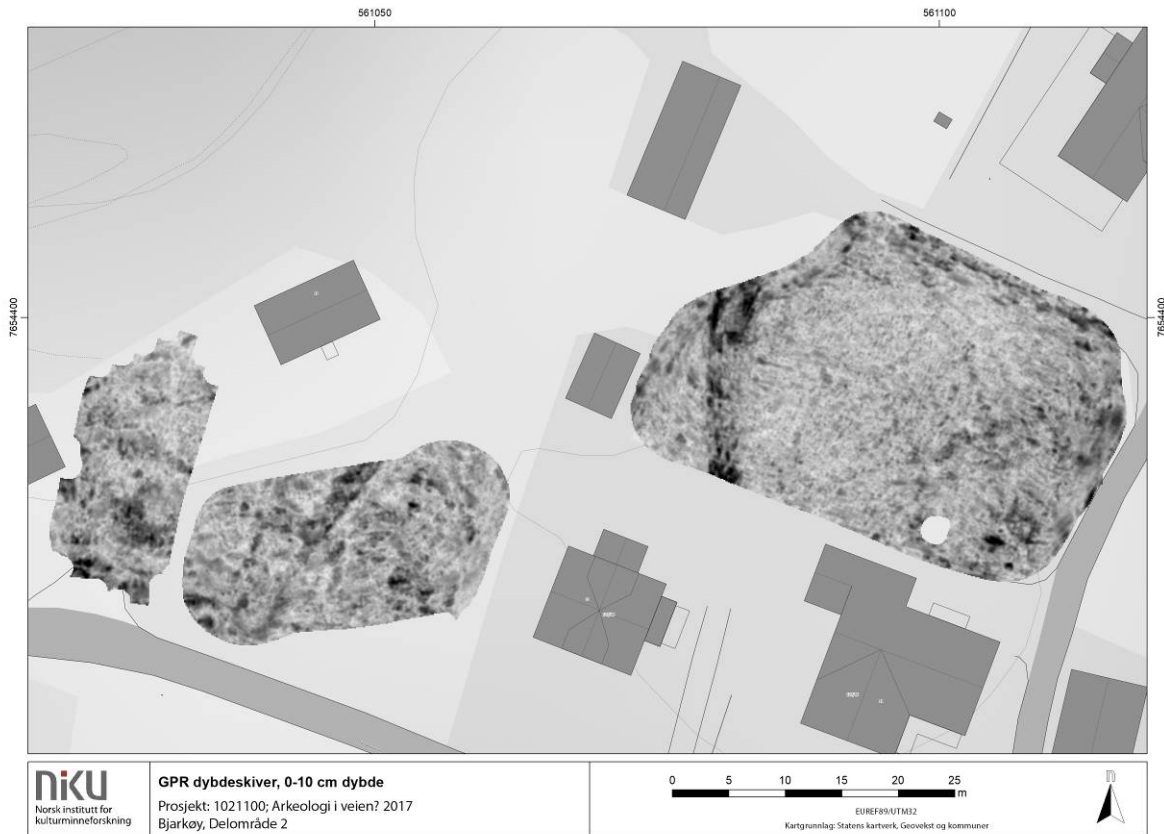 561050
561100
7654400
7654400
niku
Norsk institutt for
kulturminneforskning
GPR dybdeskiver, 0-10 cm dybde
Prosjekt: 1021100; Arkeologi i veien? 2017
Bjarkøy, Delområde 2
0 5 10 15 20 25
m
EUREF89/UTM32
Kartgrunnlag: Statens kartverk, Geovekst og kommuner
n